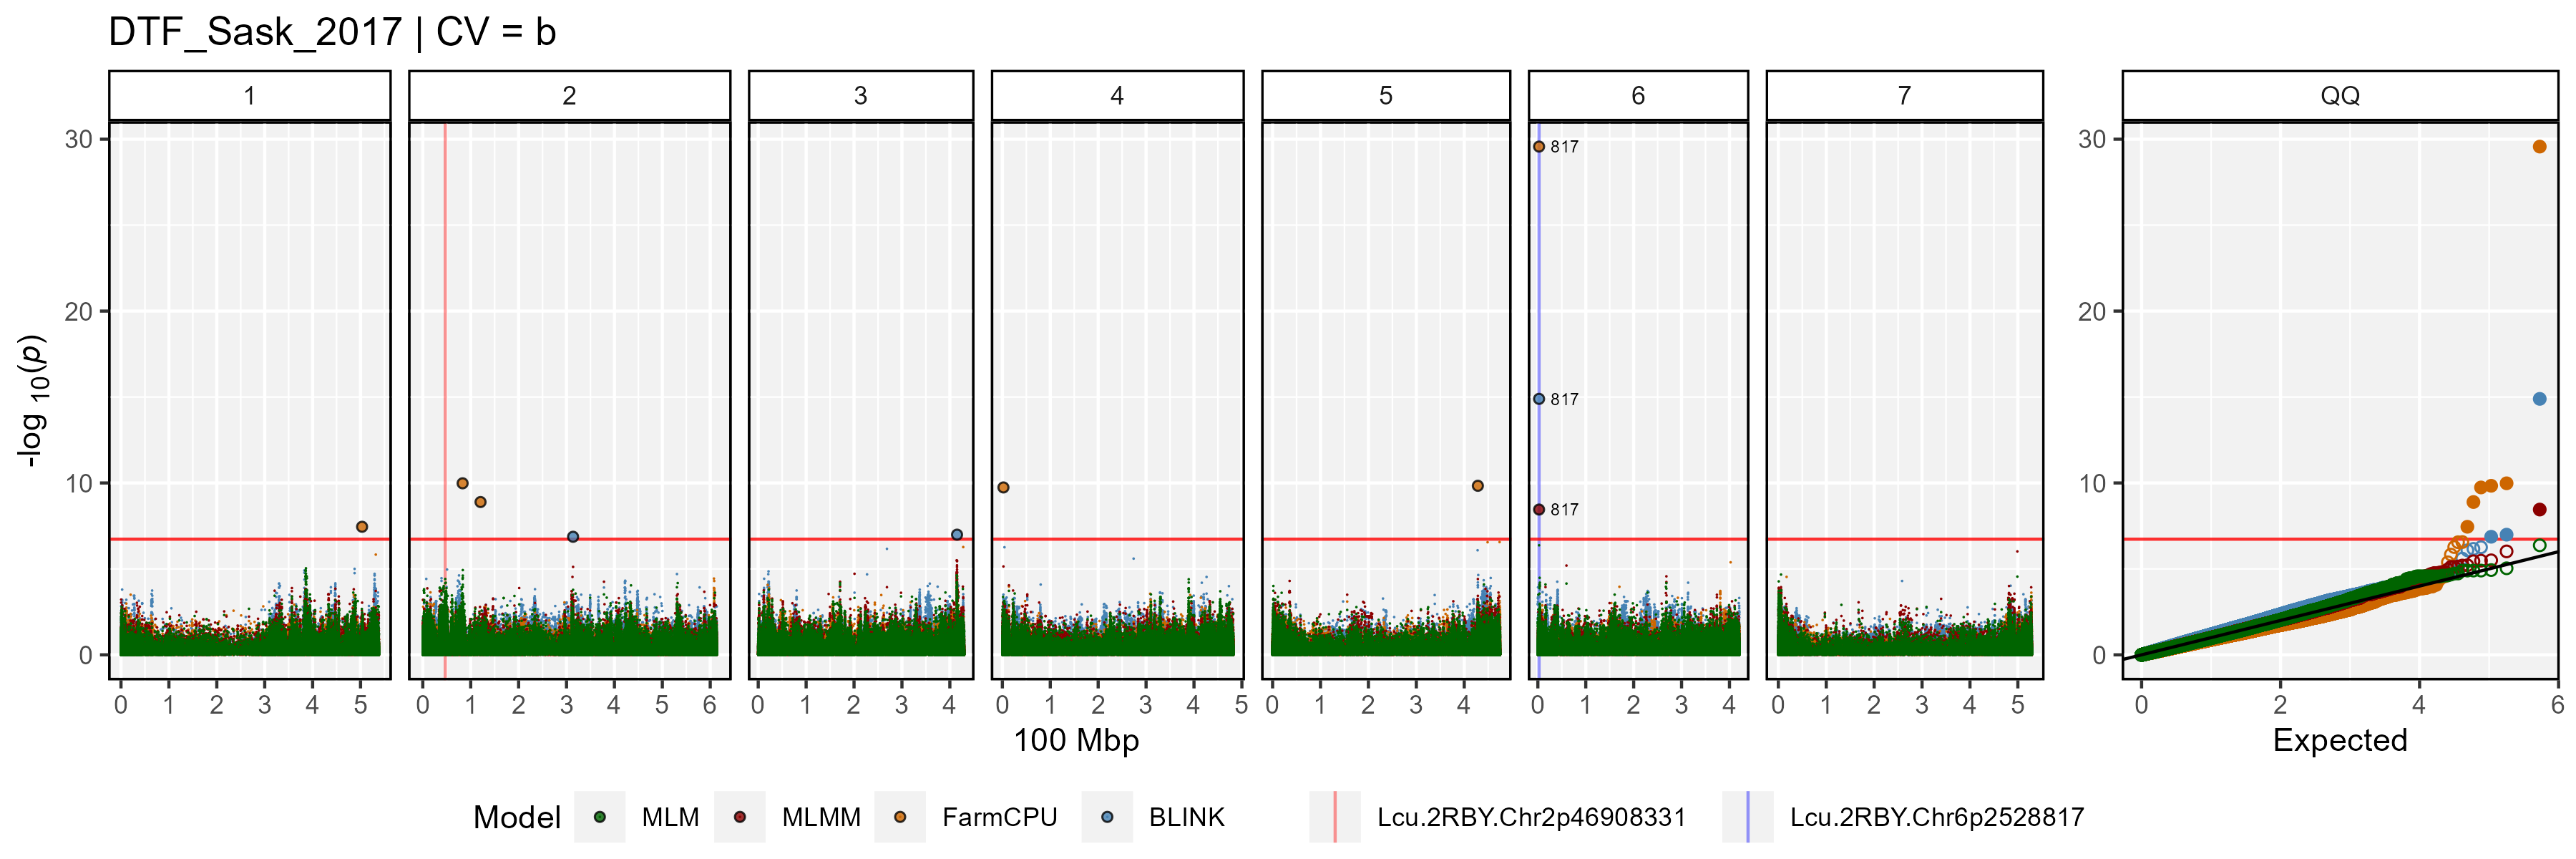 DTF_Sask_2017 | CV = b
1 2 3 4 5 6 7 QQ
30 30
20 20
10 10
0 0
-log 10(p)
817
817
817
0 1 2 3 4 5 0 1 2 3 4 5 6 0 1 2 3 4 0 1 2 3 4 5 0 1 2 3 4 0 1 2 3 4 0 1 2 3 4 5 0 2 4 6
100 Mbp Expected
Model MLM MLMM FarmCPU BLINK Lcu.2RBY.Chr2p46908331 Lcu.2RBY.Chr6p2528817